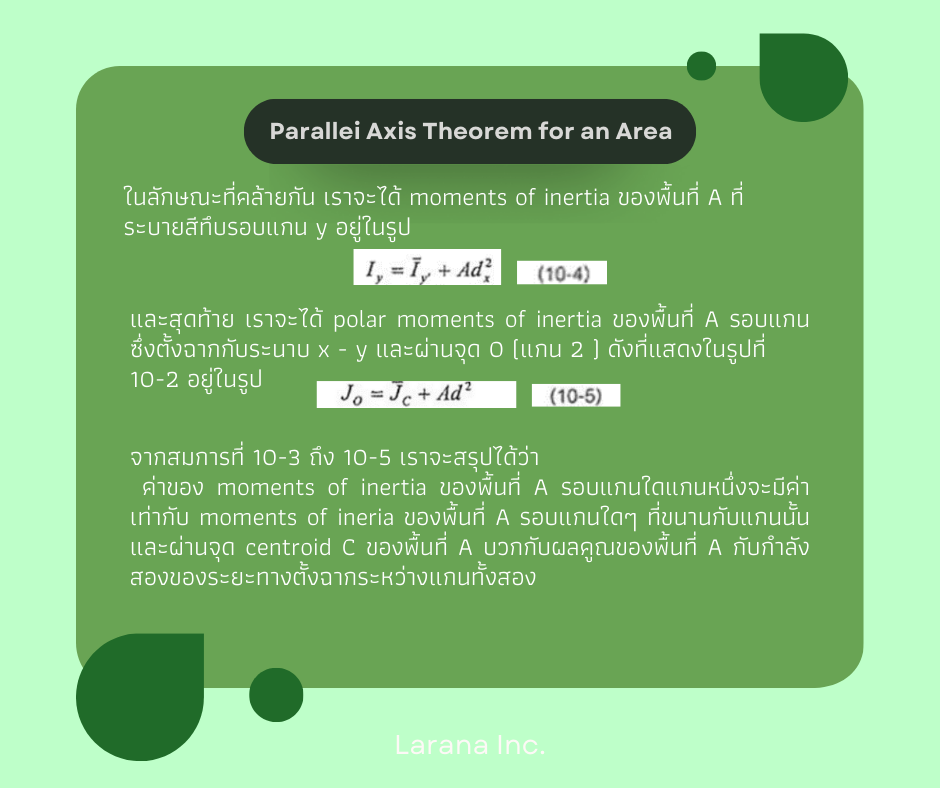 Parallei Axis Theorem for an Area
ในลักษณะที่คล้ายกัน เราจะได้ moments of inertia ของพื้นที่ A ที่
ระบายสีทึบรอบแกน y อยู่ในรูป
I_y = Ī_y' + Ad_x^2 (10-4)
และสุดท้าย เราจะได้ polar moments of inertia ของพื้นที่ A รอบแกน
ซึ่งตั้งฉากกับระนาบ x - y และผ่านจุด O (แกน 2 ) ดังที่แสดงในรูปที่
10-2 อยู่ในรูป
J_O = J̄_C + Ad^2 (10-5)
จากสมการที่ 10-3 ถึง 10-5 เราจะสรุปได้ว่า
ค่าของ moments of inertia ของพื้นที่ A รอบแกนใดแกนหนึ่งจะมีค่า
เท่ากับ moments of ineria ของพื้นที่ A รอบแกนใดๆ ที่ขนานกับแกนนั้น
และผ่านจุด centroid C ของพื้นที่ A บวกกับผลคูณของพื้นที่ A กับกำลัง
สองของระยะทางตั้งฉากระหว่างแกนทั้งสอง
Larana Inc.